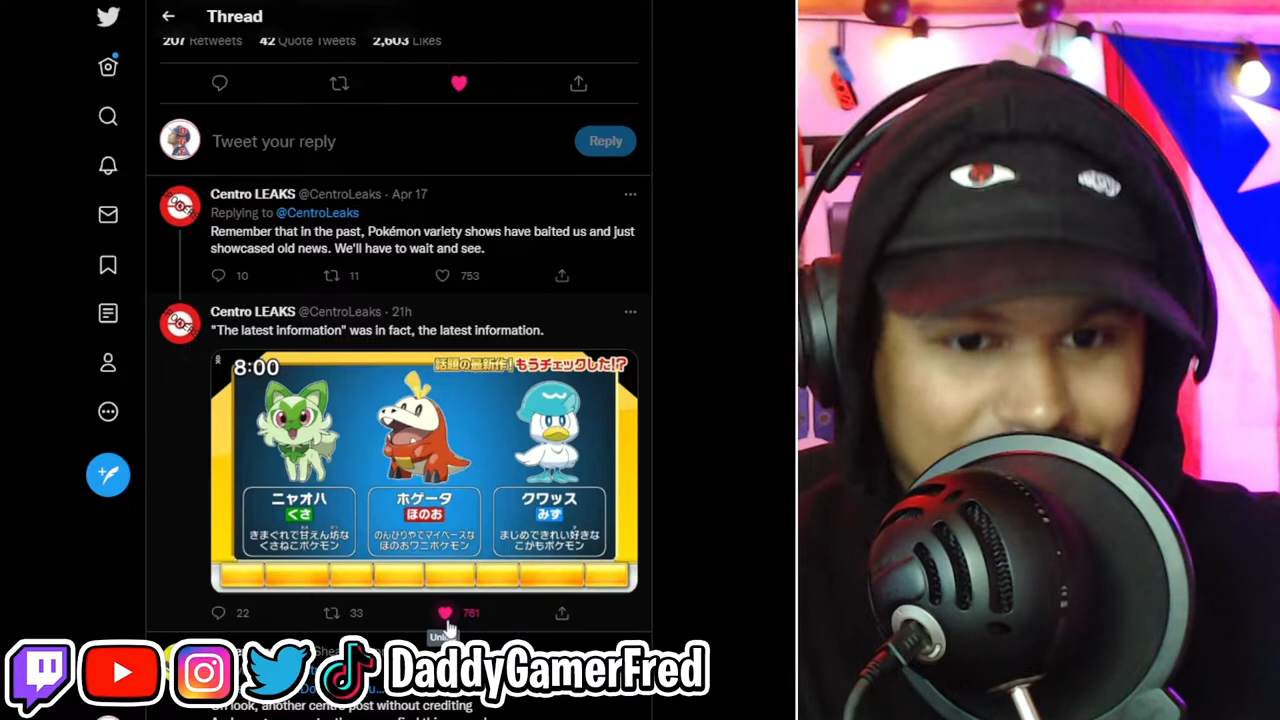 Thread
207 Retweets 42 Quote Tweets 2,603 Likes
Tweet your reply
Reply
Centro LEAKS @CentroLeaks · Apr 17
Replying to @CentroLeaks
Remember that in the past, Pokémon variety shows have baited us and just
showcased old news. We'll have to wait and see.
10 11 753
Centro LEAKS @CentroLeaks · 21h
"The latest information" was in fact, the latest information.
8:00
話題の最新作!もうチェックした!?
ニャオハ
くさ
きまぐれで甘えん坊な
くさねこポケモン
ホゲータ
ほのお
のんびりやでマイペースな
ほのおワニポケモン
クワッス
みず
まじめできれい好きな
こがもポケモン
22 33 761
DaddyGamerFred
look, another centro post without crediting